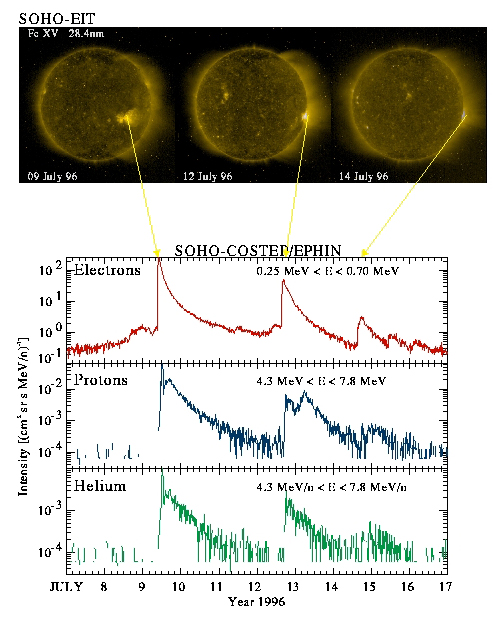 SOHO-EIT
Fe XV 28.4nm
09 July 96
12 July 96
14 July 96
SOHO-COSTEP/EPHIN
Electrons
0.25 MeV < E < 0.70 MeV
10²
10¹
10⁰
10⁻¹
Protons
4.3 MeV < E < 7.8 MeV
10⁻²
10⁻³
10⁻⁴
Helium
4.3 MeV/n < E < 7.8 MeV/n
10⁻³
10⁻⁴
Intensity [(cm² sr s MeV/n)⁻¹]
JULY 8 9 10 11 12 13 14 15 16 17
Year 1996